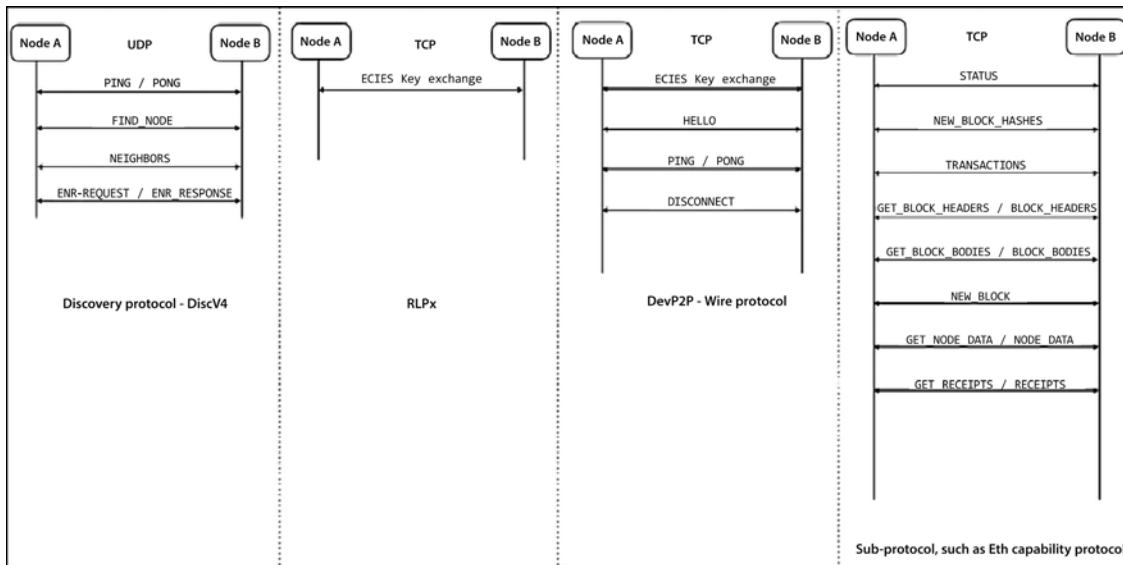 Node A
UDP
Node B
PING / PONG
FIND_NODE
NEIGHBORS
ENR-REQUEST / ENR_RESPONSE
Discovery protocol - DiscV4
Node A
TCP
Node B
ECIES Key exchange
RLPx
Node A
TCP
Node B
ECIES Key exchange
HELLO
PING / PONG
DISCONNECT
DevP2P - Wire protocol
Node A
TCP
Node B
STATUS
NEW_BLOCK_HASHES
TRANSACTIONS
GET_BLOCK_HEADERS / BLOCK_HEADERS
GET_BLOCK_BODIES / BLOCK_BODIES
NEW_BLOCK
GET_NODE_DATA / NODE_DATA
GET_RECEIPTS / RECEIPTS
Sub-protocol, such as Eth capability protocol